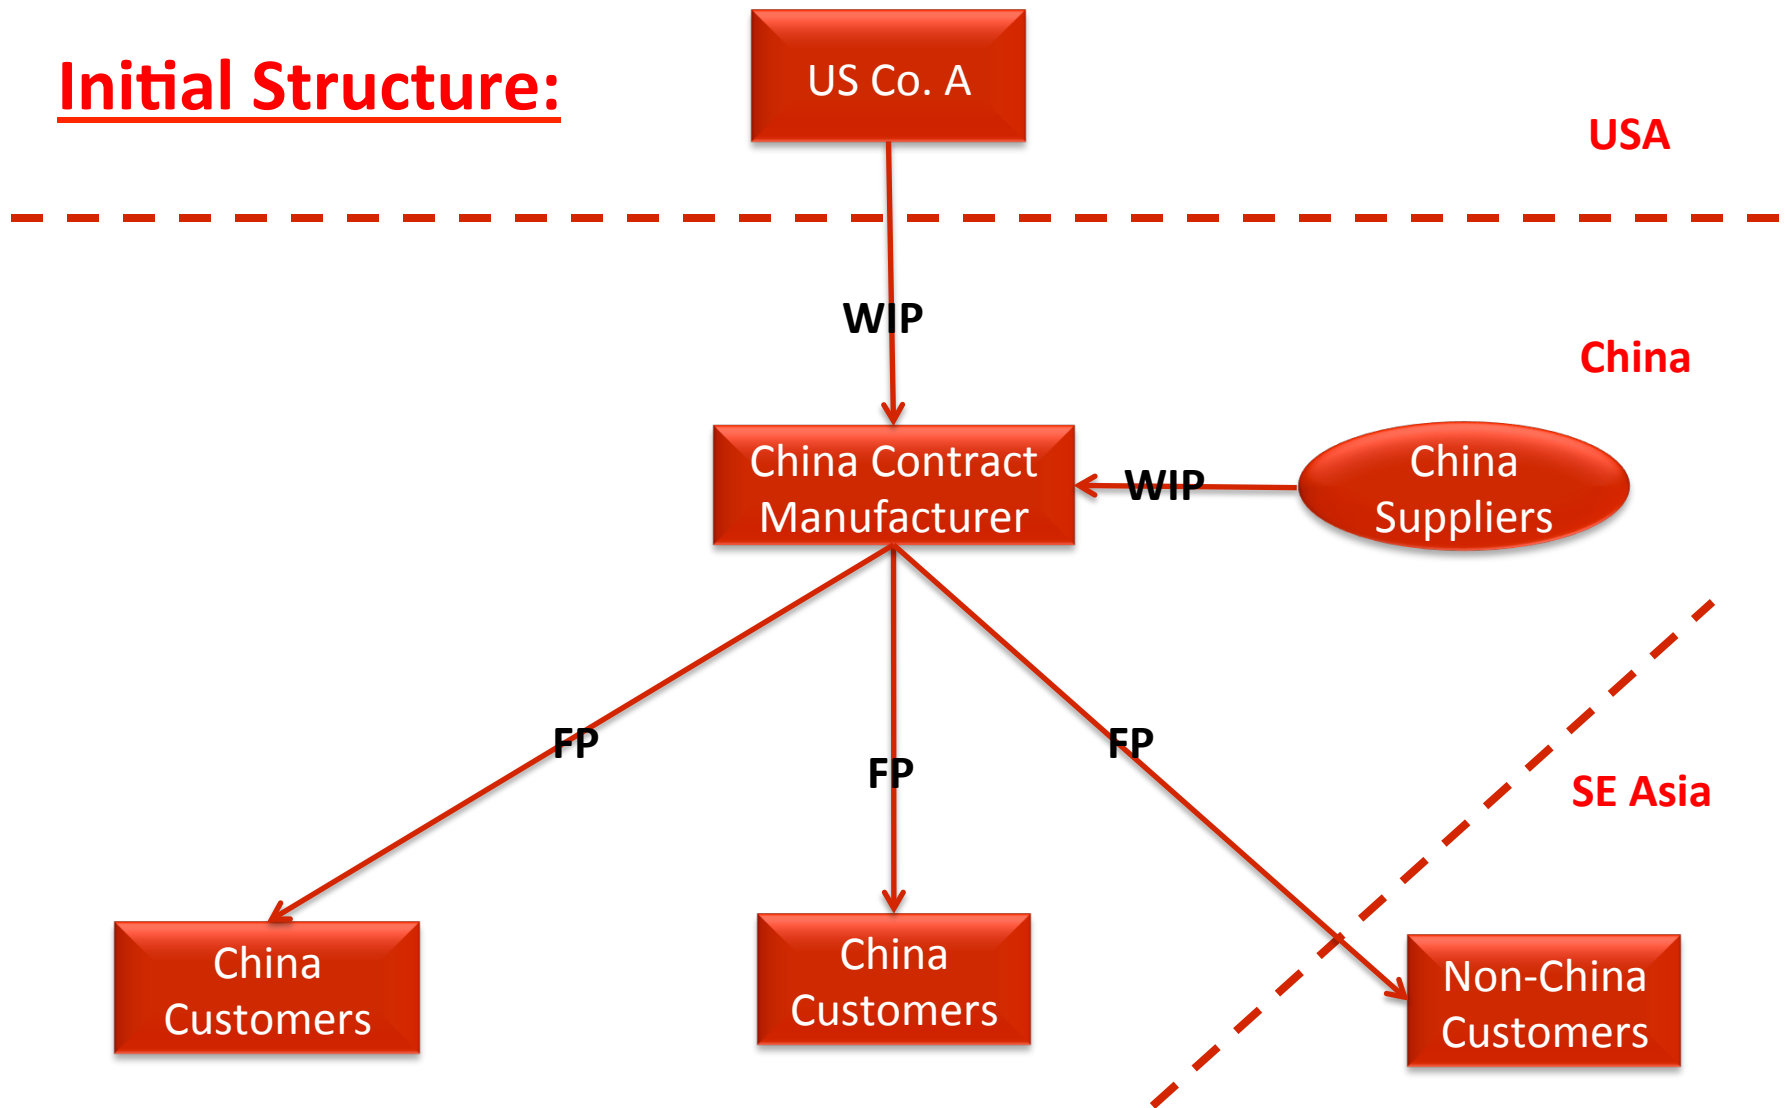 Initial Structure:
US Co. A
USA
WIP
China
China Contract
Manufacturer
WIP
China
Suppliers
FP
FP
FP
SE Asia
China
Customers
China
Customers
Non-China
Customers